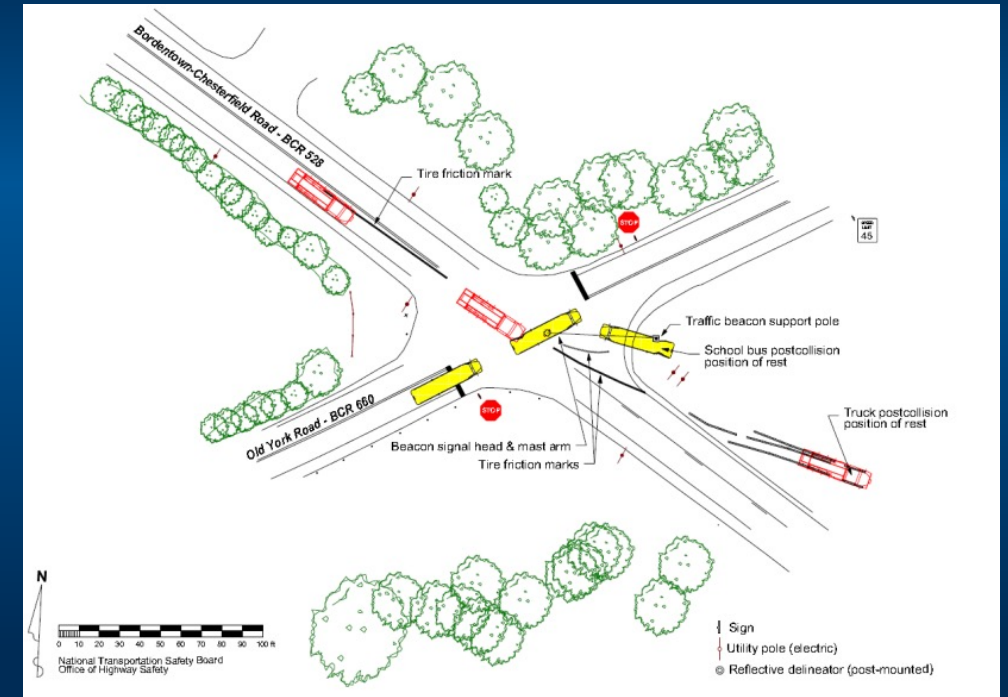 Bordentown-Chesterfield Road - BCR 528
Tire friction mark
STOP
45
Traffic beacon support pole
School bus postcollision
position of rest
STOP
Truck postcollision
position of rest
Old York Road - BCR 660
Beacon signal head & mast arm
Tire friction marks
N
0 10 20 30 40 50 60 70 80 90 100 ft
National Transportation Safety Board
Office of Highway Safety
Sign
Utility pole (electric)
Reflective delineator (post-mounted)